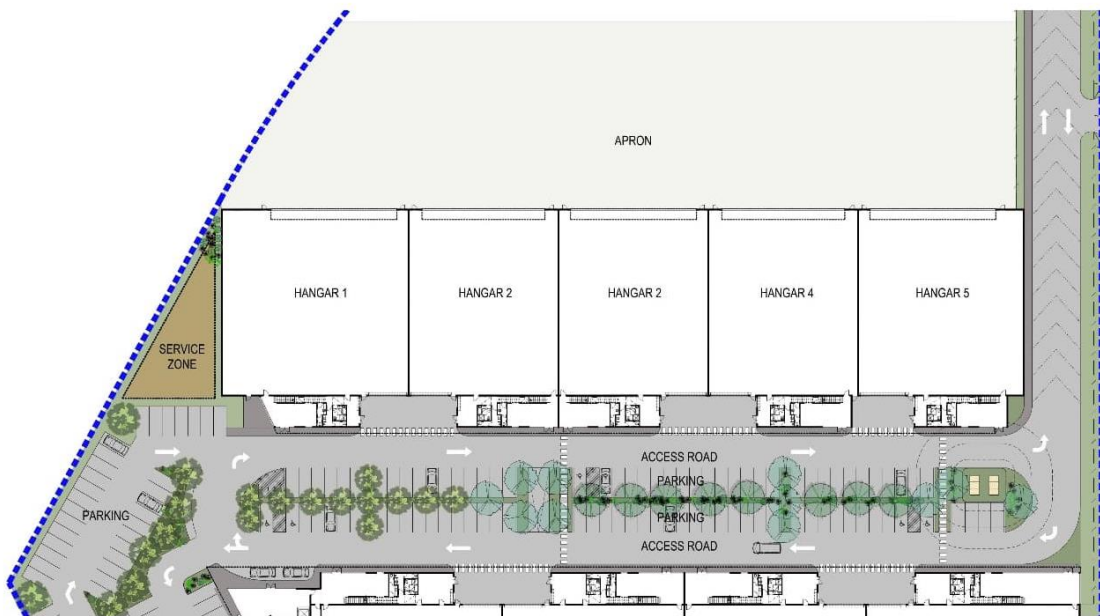 APRON
HANGAR 1
HANGAR 2
HANGAR 2
HANGAR 4
HANGAR 5
SERVICE
ZONE
ACCESS ROAD
PARKING
PARKING
PARKING
ACCESS ROAD